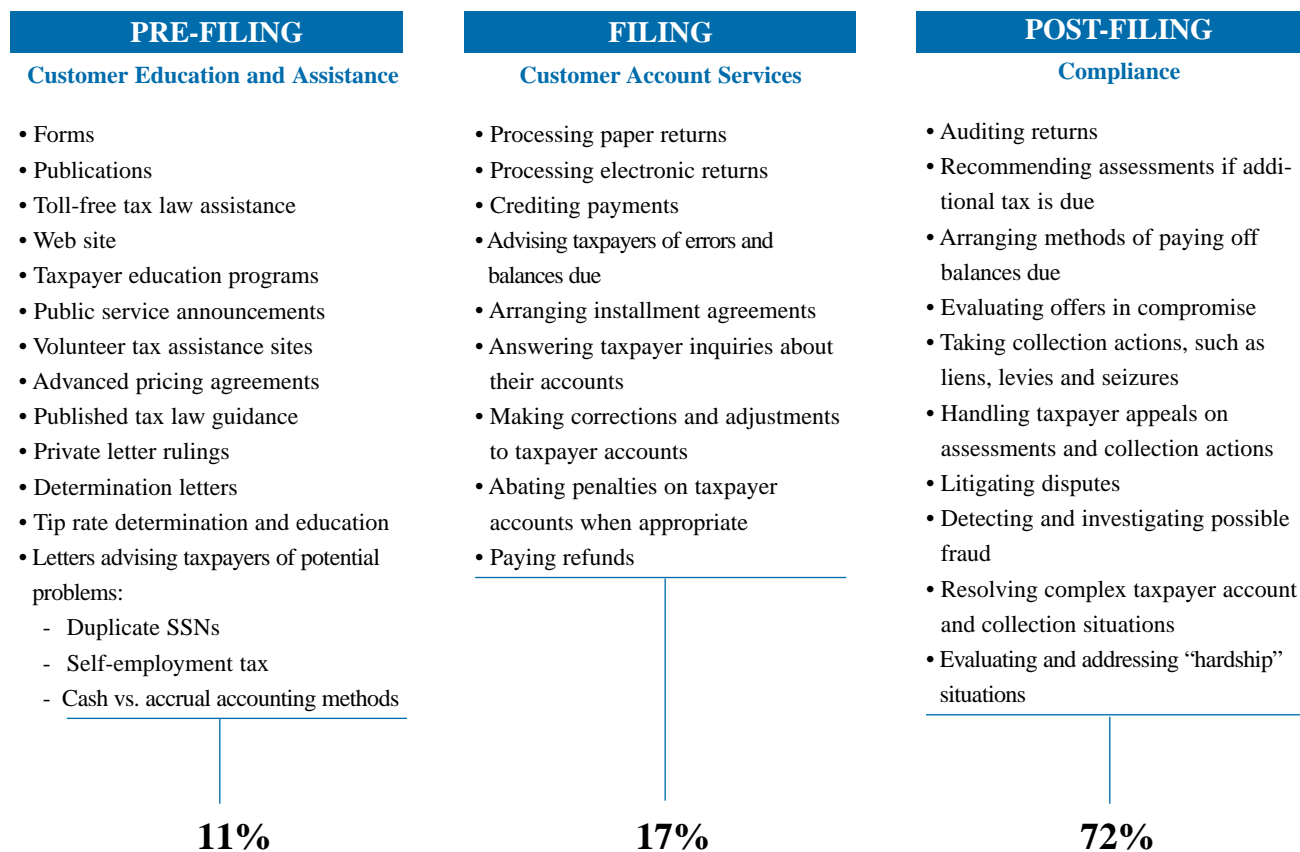 PRE-FILING
Customer Education and Assistance
• Forms
• Publications
• Toll-free tax law assistance
• Web site
• Taxpayer education programs
• Public service announcements
• Volunteer tax assistance sites
• Advanced pricing agreements
• Published tax law guidance
• Private letter rulings
• Determination letters
• Tip rate determination and education
• Letters advising taxpayers of potential
problems:
- Duplicate SSNs
- Self-employment tax
- Cash vs. accrual accounting methods
11%
FILING
Customer Account Services
• Processing paper returns
• Processing electronic returns
• Crediting payments
• Advising taxpayers of errors and
balances due
• Arranging installment agreements
• Answering taxpayer inquiries about
their accounts
• Making corrections and adjustments
to taxpayer accounts
• Abating penalties on taxpayer
accounts when appropriate
• Paying refunds
17%
POST-FILING
Compliance
• Auditing returns
• Recommending assessments if addi-
tional tax is due
• Arranging methods of paying off
balances due
• Evaluating offers in compromise
• Taking collection actions, such as
liens, levies and seizures
• Handling taxpayer appeals on
assessments and collection actions
• Litigating disputes
• Detecting and investigating possible
fraud
• Resolving complex taxpayer account
and collection situations
• Evaluating and addressing “hardship”
situations
72%